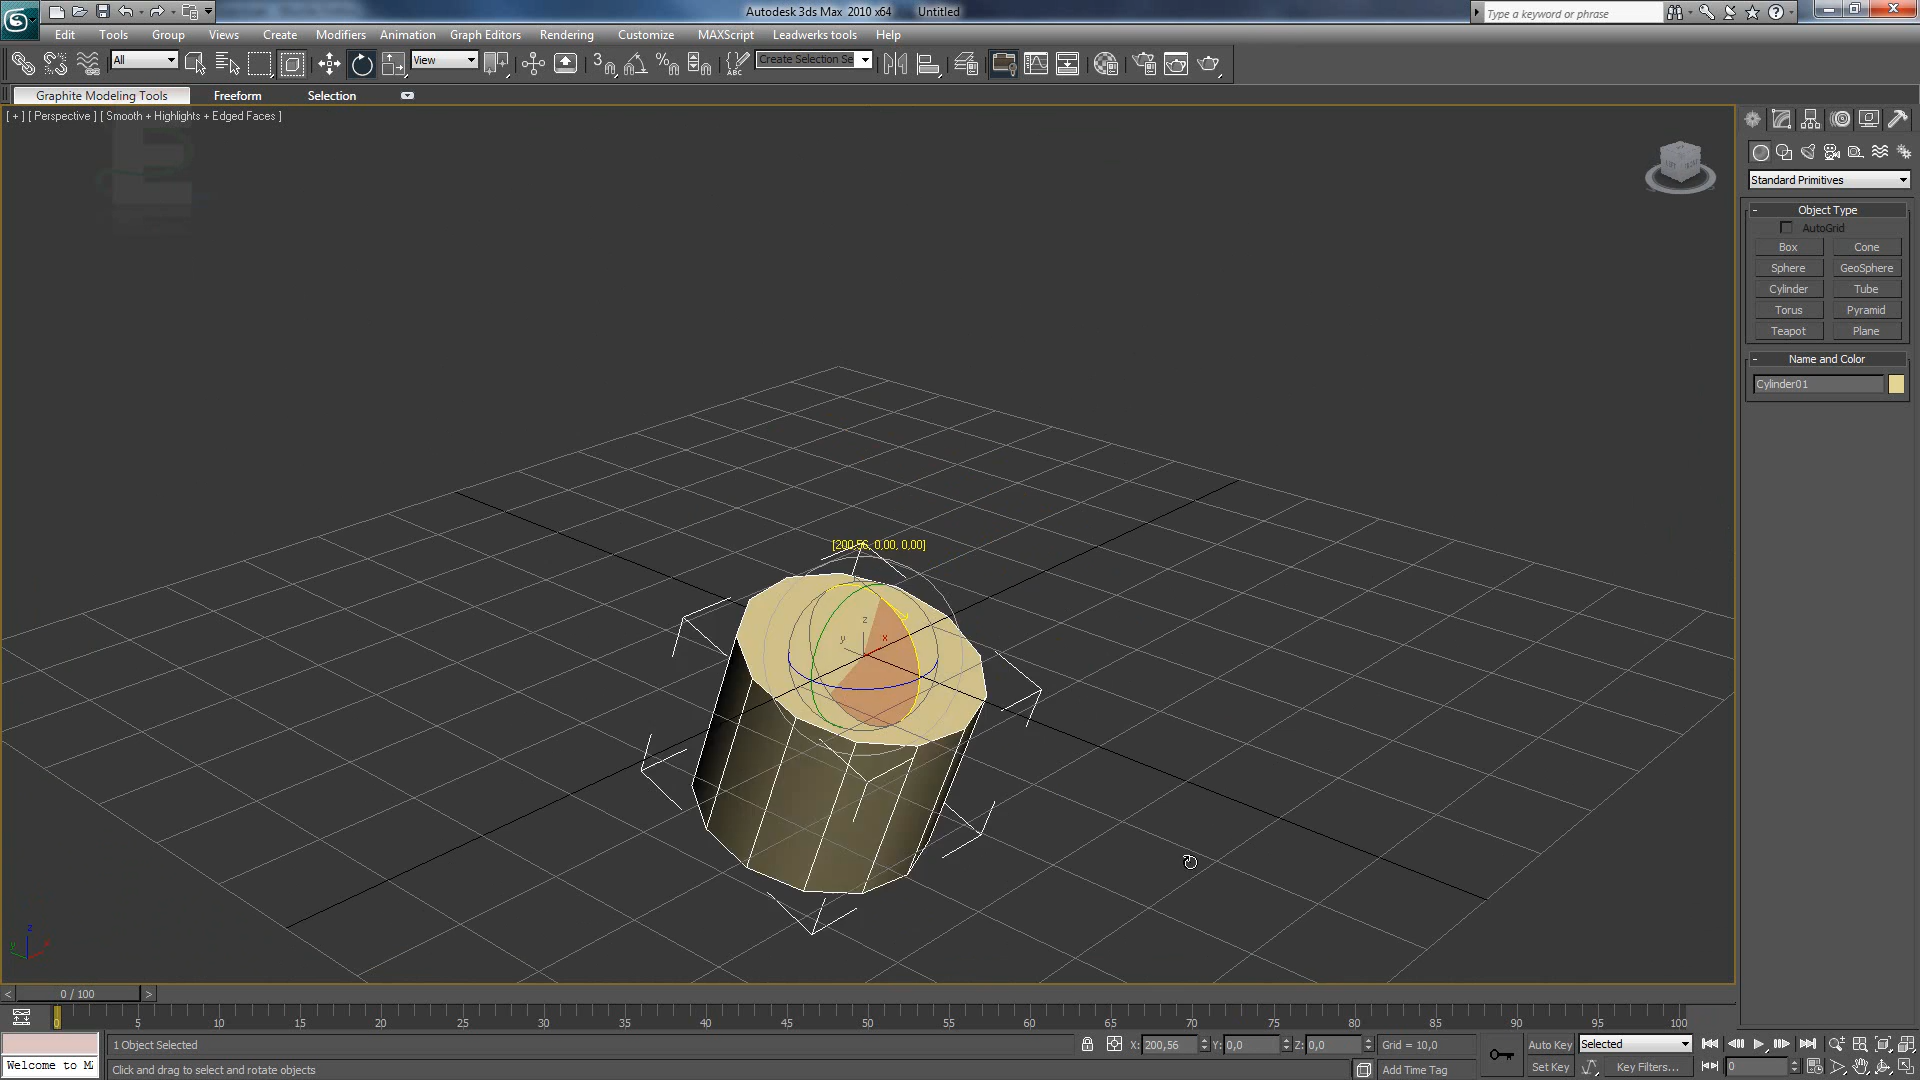 Autodesk 3ds Max 2010 x64 Untitled
Type a keyword or phrase
Edit Tools Group Views Create Modifiers Animation Graph Editors Rendering Customize MAXScript Leadwerks tools Help
All View Create Selection Se
Graphite Modeling Tools Freeform Selection
[ + ] [ Perspective ] [ Smooth + Highlights + Edged Faces ]
E
Standard Primitives
Object Type
AutoGrid
Box Cone
Sphere GeoSphere
Cylinder Tube
Torus Pyramid
Teapot Plane
Name and Color
Cylinder01
[200,56, 0,00, 0,00]
z
y x
z
y x
< 0 / 100 >
0 5 10 15 20 25 30 35 40 45 50 55 60 65 70 75 80 85 90 95 100
1 Object Selected X: 200,56 Y: 0,0 Z: 0,0 Grid = 10,0 Auto Key Selected
Welcome to M Click and drag to select and rotate objects Add Time Tag Set Key Key Filters... 0